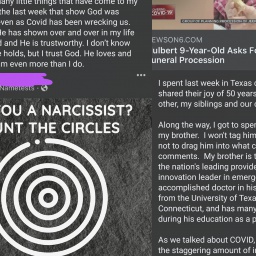 any little things that have come to my
the last week that show God was
even as Covid has been wrecking us.
He has shown over and over in my life
d and He is trustworthy. I don't know
e holds, but I trust God. He loves and
m even more than I do.
Nametests
YOU A NARCISSIST?
UNT THE CIRCLES
EWSONG.COM
ulbert 9-Year-Old Asks Fo
uneral Procession
I spent last week in Texas c
shared their joy of 50 years
other, my siblings and our c
Along the way, I got to spen
my brother. I won't tag him
not to drag him into what c
comments. My brother is t
the nation's leading provide
innovation leader in emerg
accomplished doctor in his
from the University of Texa
Connecticut, and has many
during his education as a p
As we talked about COVID,
the staggering amount of i